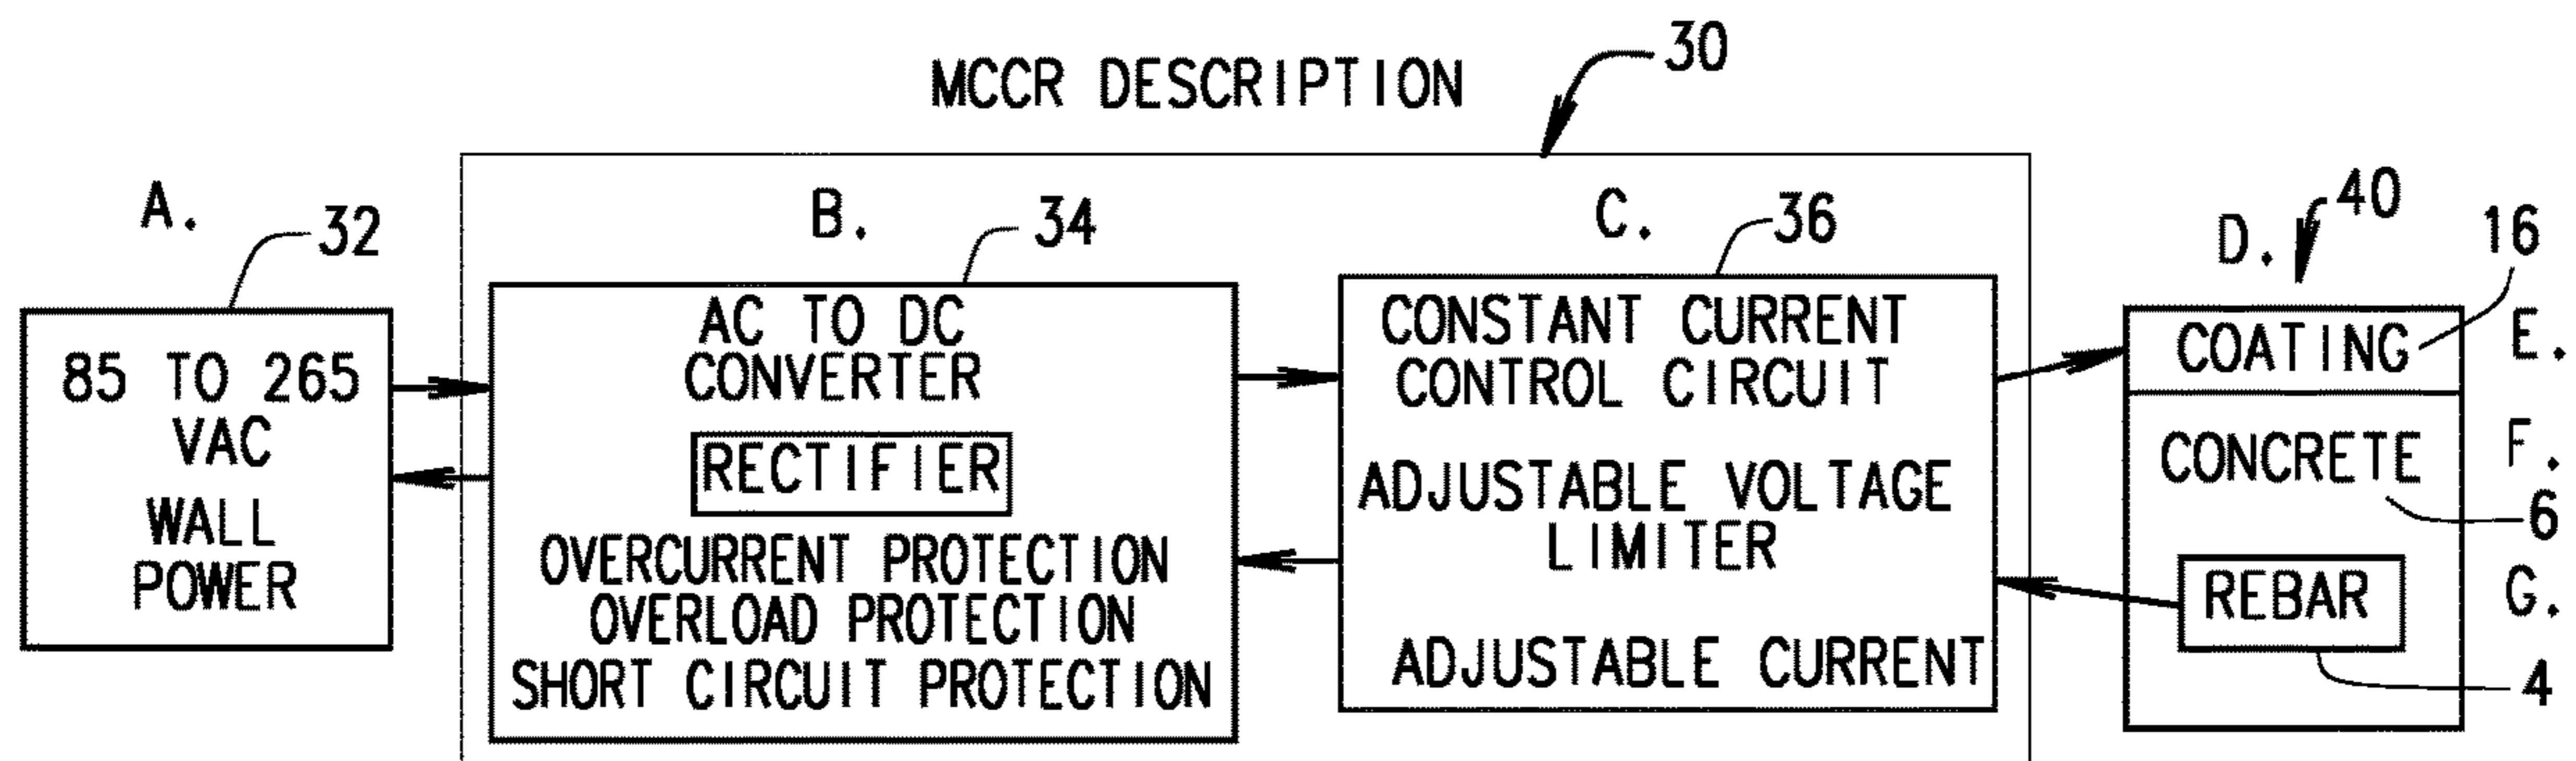 MCCR DESCRIPTION
30
A.
32
85 TO 265
VAC
WALL
POWER
B.
34
AC TO DC
CONVERTER
RECTIFIER
OVERCURRENT PROTECTION
OVERLOAD PROTECTION
SHORT CIRCUIT PROTECTION
C.
36
CONSTANT CURRENT
CONTROL CIRCUIT
ADJUSTABLE VOLTAGE
LIMITER
ADJUSTABLE CURRENT
D.
40
16
COATING
E.
CONCRETE
F.
6
REBAR
G.
4